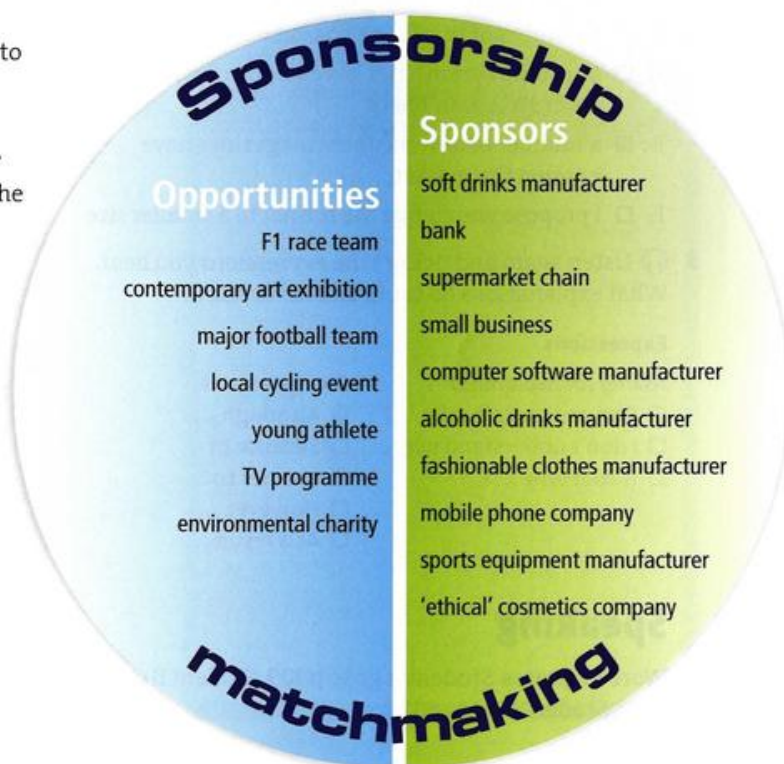 to
he
Sponsorship
Opportunities
F1 race team
contemporary art exhibition
major football team
local cycling event
young athlete
TV programme
environmental charity
Sponsors
soft drinks manufacturer
bank
supermarket chain
small business
computer software manufacturer
alcoholic drinks manufacturer
fashionable clothes manufacturer
mobile phone company
sports equipment manufacturer
'ethical' cosmetics company
matchmaking